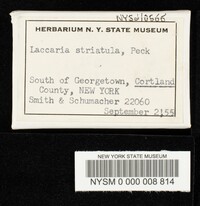 NYSf10566
HERBARIUM N. Y. STATE MUSEUM
Laccaria striatula, Peck
South of Georgetown, Cortland
County, NEW YORK
Smith & Schumacher 22060
September 2155
NEW YORK STATE MUSEUM
NYSM 0 000 008 814